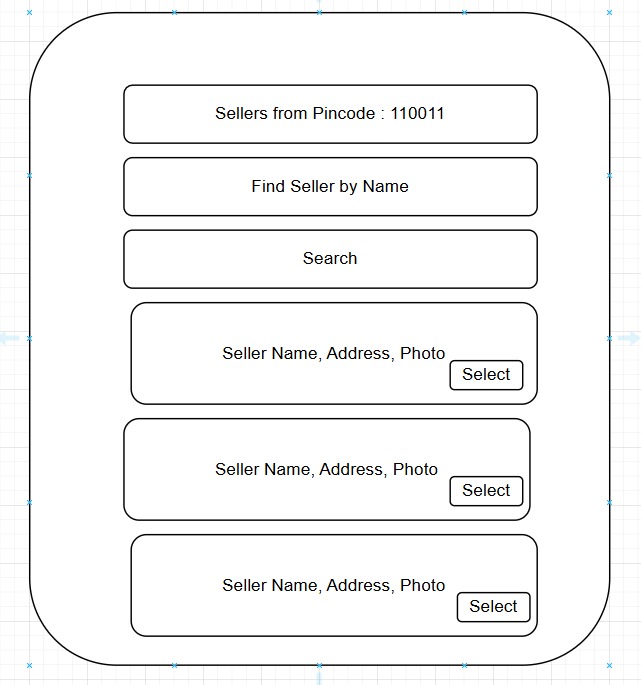 Sellers from Pincode : 110011
Find Seller by Name
Search
Seller Name, Address, Photo
Select
Seller Name, Address, Photo
Select
Seller Name, Address, Photo
Select